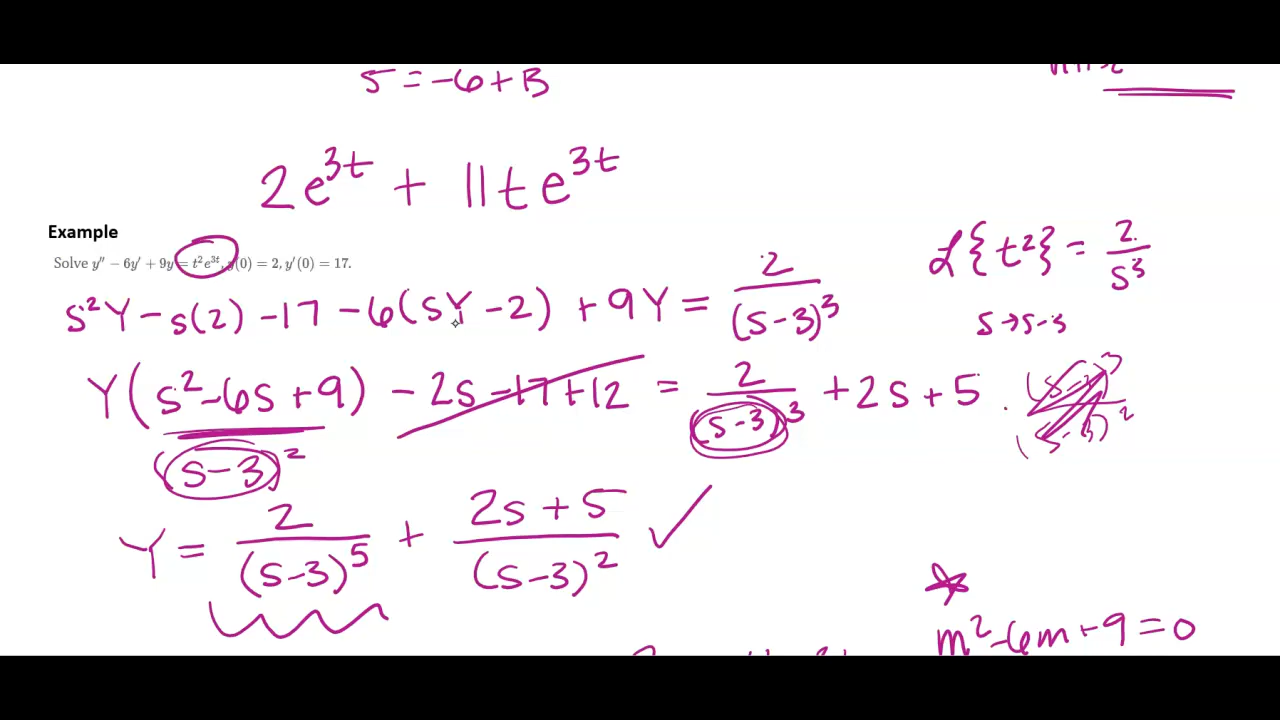 5 = -6 + B
2e^{3t} + 11te^{3t}
Example
Solve y″ − 6y′ + 9y = t²e^{3t}, y(0) = 2, y′(0) = 17.
ℒ{t²} = 2/s³
s → s-3
s²Y - s(2) - 17 - 6(sY - 2) + 9Y = 2/(s-3)³
Y(s² - 6s + 9) - 2s - 17 + 12 = 2/(s-3)³ + 2s + 5 ·
(s-3)²
Y = 2/(s-3)⁵ + (2s + 5)/(s-3)² ✓
m² - 6m + 9 = 0